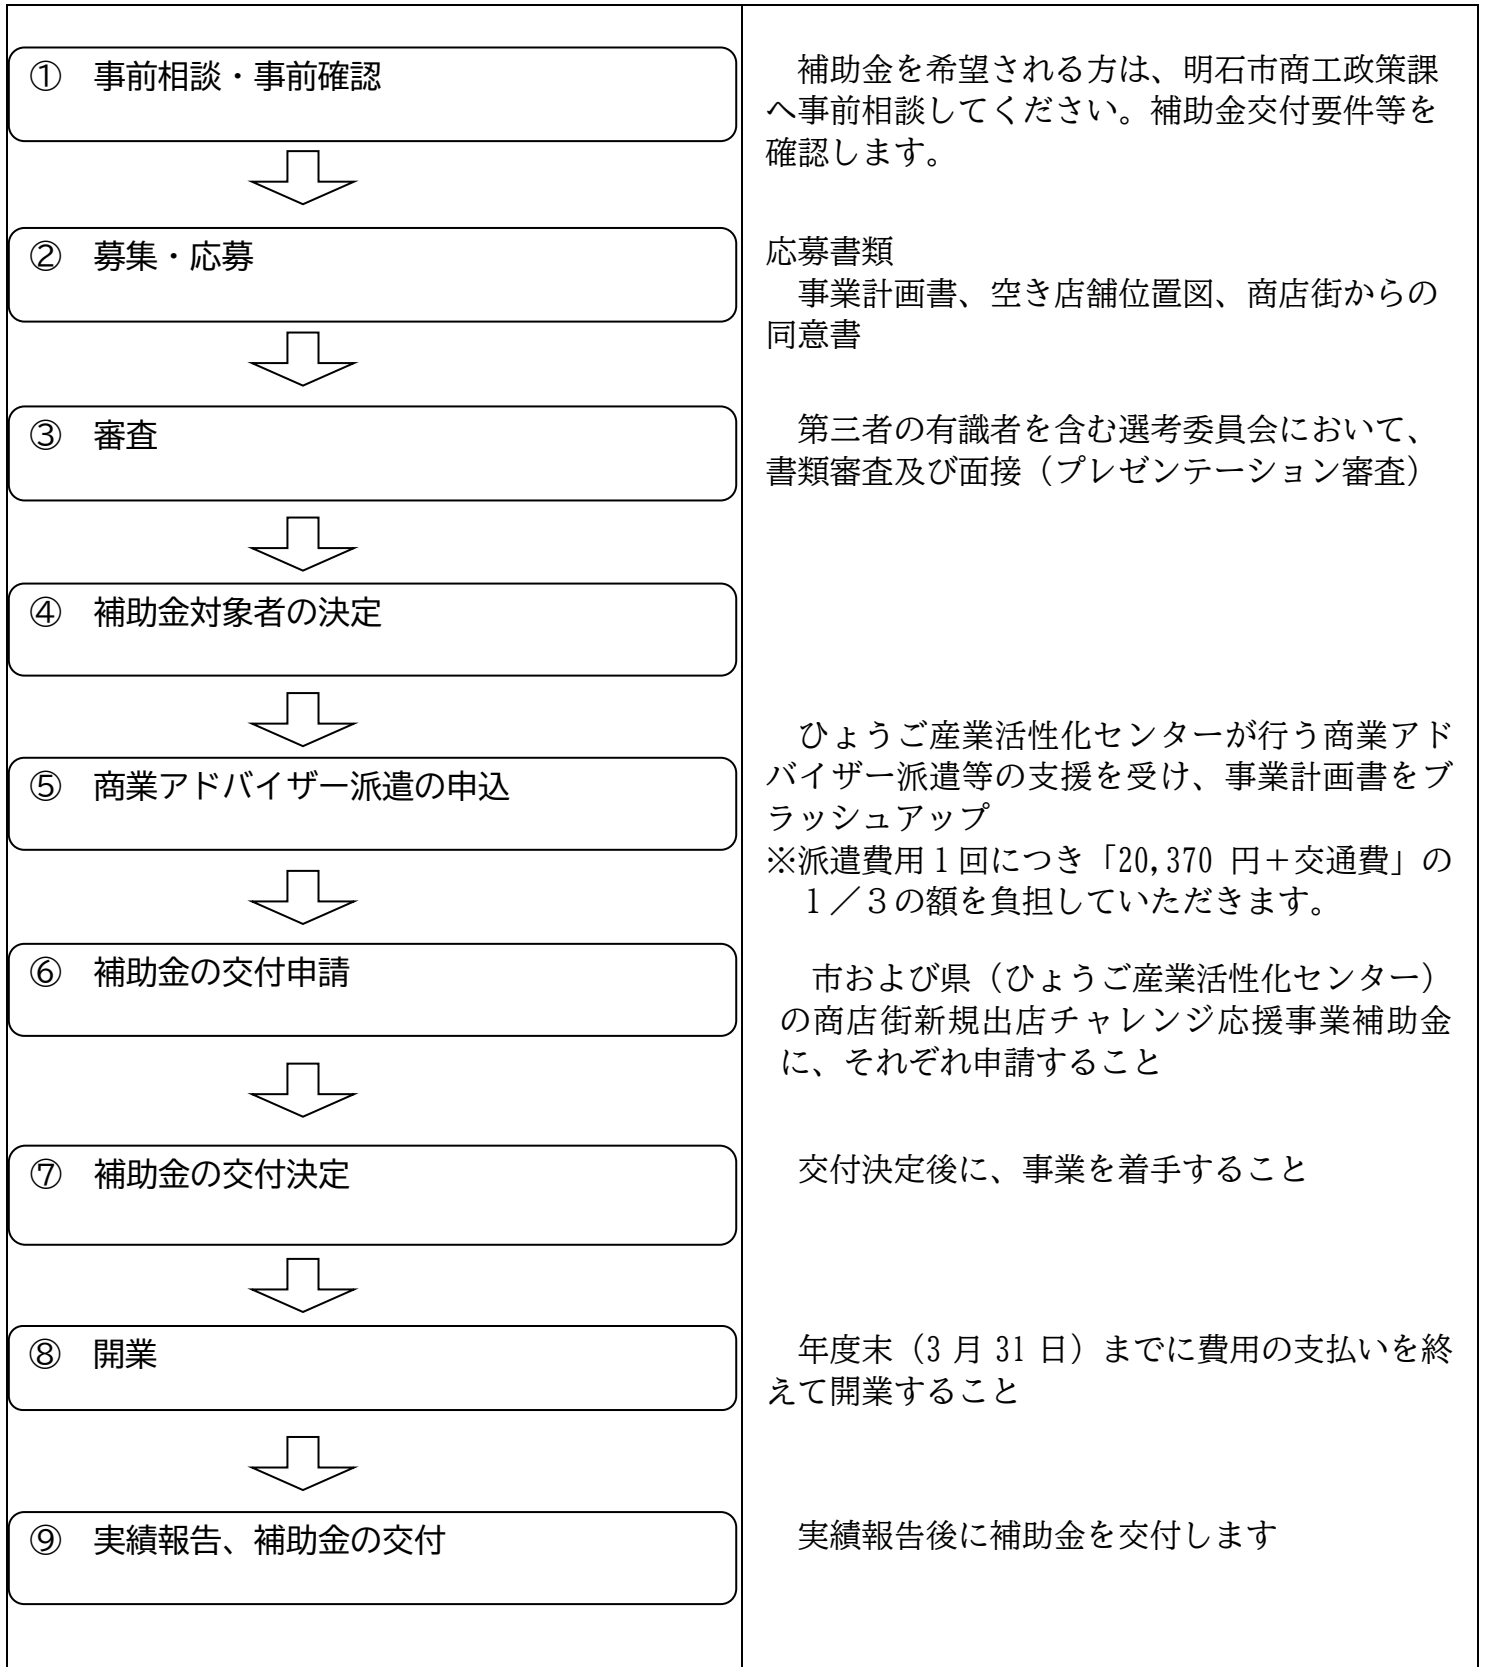 ① 事前相談・事前確認
補助金を希望される方は、明石市商工政策課
へ事前相談してください。補助金交付要件等を
確認します。
② 募集・応募
応募書類
事業計画書、空き店舗位置図、商店街からの
同意書
③ 審査
第三者の有識者を含む選考委員会において、
書類審査及び面接（プレゼンテーション審査）
④ 補助金対象者の決定
⑤ 商業アドバイザー派遣の申込
ひょうご産業活性化センターが行う商業アド
バイザー派遣等の支援を受け、事業計画書をブ
ラッシュアップ
※派遣費用１回につき「20,370 円＋交通費」の
１／３の額を負担していただきます。
⑥ 補助金の交付申請
市および県（ひょうご産業活性化センター）
の商店街新規出店チャレンジ応援事業補助金
に、それぞれ申請すること
⑦ 補助金の交付決定
交付決定後に、事業を着手すること
⑧ 開業
年度末（3 月 31 日）までに費用の支払いを終
えて開業すること
⑨ 実績報告、補助金の交付
実績報告後に補助金を交付します